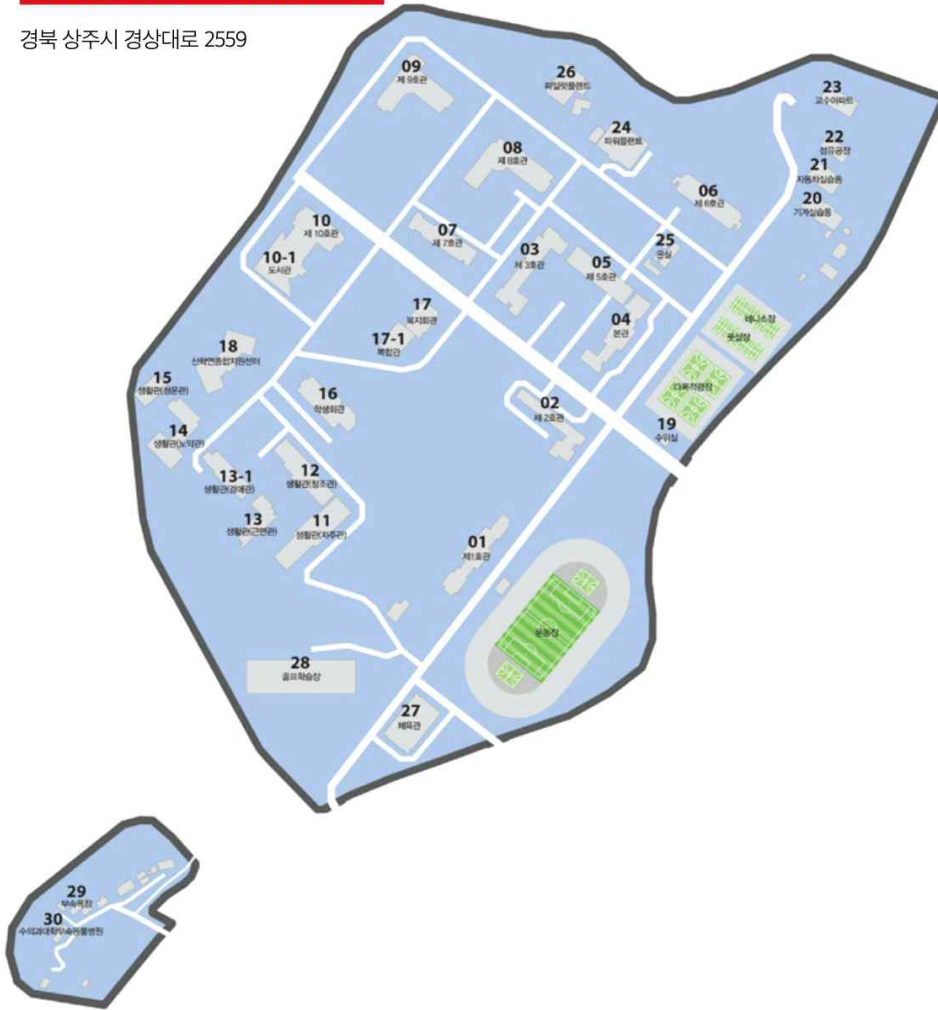 경북 상주시 경상대로 2559
09
제 9호관
26
파일럿플랜트
23
교수아파트
24
파워플랜트
22
섬유공장
08
제 8호관
21
자동차실습동
06
제 6호관
20
기계실습동
10
제 10호관
07
제 7호관
03
제 3호관
25
온실
10-1
도서관
05
제 5호관
17
복지회관
04
본관
테니스장
풋살장
17-1
복합관
18
산학연종합지원센터
15
생활관(청운관)
16
학생회관
02
제 2호관
다목적광장
19
수위실
14
생활관(노악관)
13-1
생활관(경애관)
12
생활관(창조관)
13
생활관(근면관)
11
생활관(자주관)
01
제1호관
운동장
28
골프학습장
27
체육관
29
부속목장
30
수의과대학부속동물병원